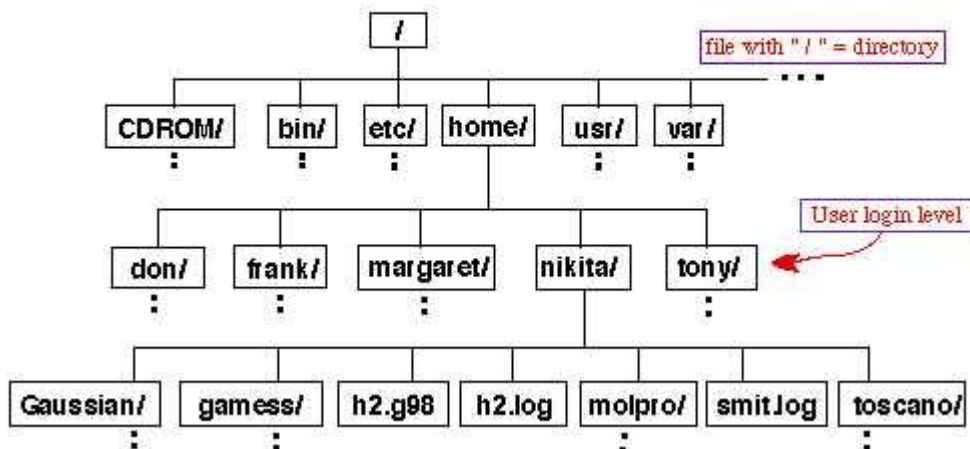 /
file with " / " = directory
CDROM/ bin/ etc/ home/ usr/ var/
User login level
don/ frank/ margaret/ nikita/ tony/
Gaussian/ gamess/ h2.g98 h2.log molpro/ smit.log toscano/